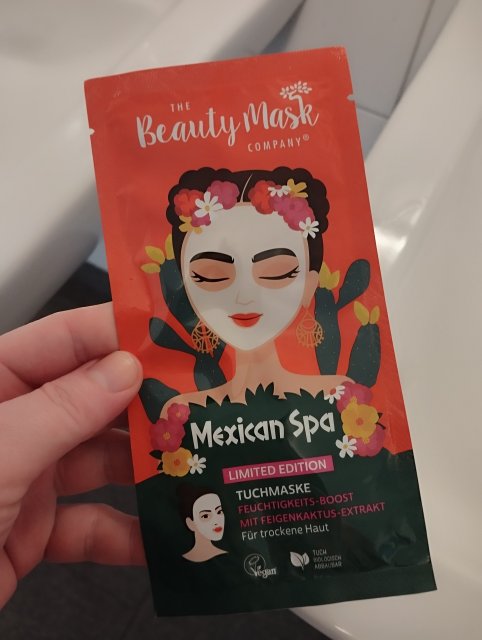 THE
Beauty Mask
COMPANY®
Mexican Spa
LIMITED EDITION
TUCHMASKE
FEUCHTIGKEITS-BOOST
MIT FEIGENKAKTUS-EXTRAKT
Für trockene Haut
Vegan
TUCH
BIOLOGISCH
ABBAUBAR